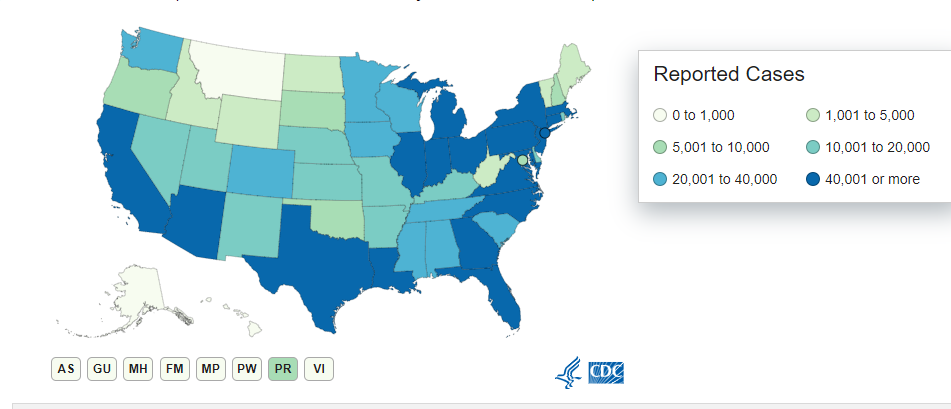 Reported Cases
0 to 1,000
1,001 to 5,000
5,001 to 10,000
10,001 to 20,000
20,001 to 40,000
40,001 or more
AS GU MH FM MP PW PR VI
CDC